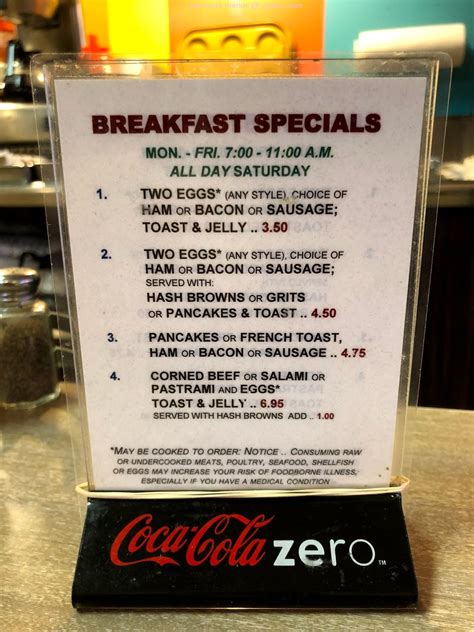 BREAKFAST SPECIALS
MON. - FRI. 7:00 - 11:00 A.M.
ALL DAY SATURDAY
1. TWO EGGS* (ANY STYLE), CHOICE OF
HAM OR BACON OR SAUSAGE;
TOAST & JELLY .. 3.50
2. TWO EGGS* (ANY STYLE), CHOICE OF
HAM OR BACON OR SAUSAGE;
SERVED WITH:
HASH BROWNS OR GRITS
OR PANCAKES & TOAST .. 4.50
3. PANCAKES OR FRENCH TOAST,
HAM OR BACON OR SAUSAGE .. 4.75
4. CORNED BEEF OR SALAMI OR
PASTRAMI AND EGGS*
TOAST & JELLY .. 6.95
SERVED WITH HASH BROWNS ADD .. 1.00
*MAY BE COOKED TO ORDER: NOTICE .. CONSUMING RAW
OR UNDERCOOKED MEATS, POULTRY, SEAFOOD, SHELLFISH
OR EGGS MAY INCREASE YOUR RISK OF FOODBORNE ILLNESS,
ESPECIALLY IF YOU HAVE A MEDICAL CONDITION
Coca-Cola zero™